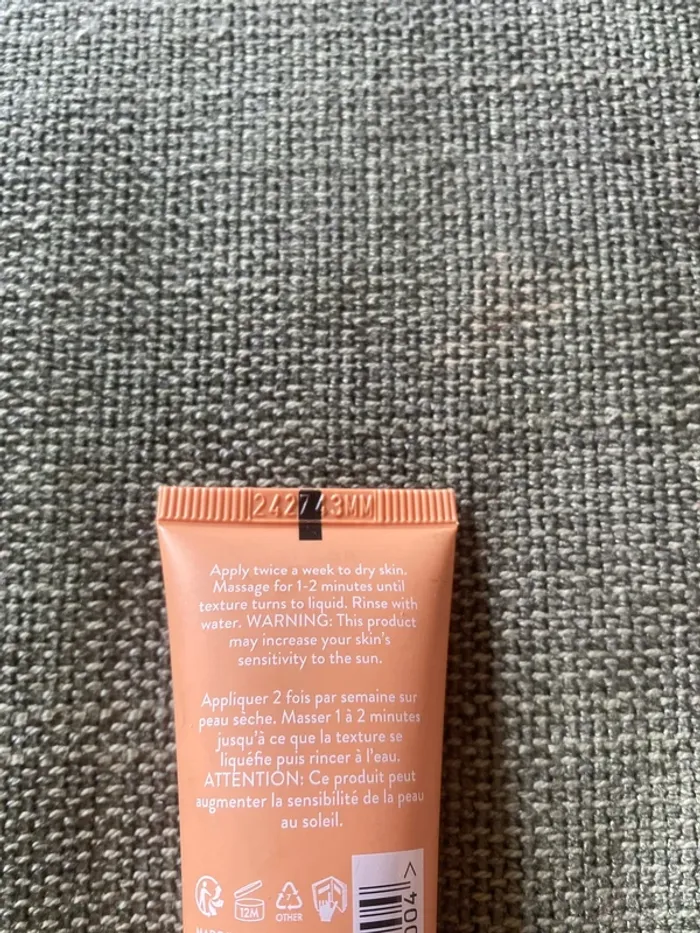 242743MM
Apply twice a week to dry skin.
Massage for 1-2 minutes until
texture turns to liquid. Rinse with
water. WARNING: This product
may increase your skin's
sensitivity to the sun.
Appliquer 2 fois par semaine sur
peau sèche. Masser 1 à 2 minutes
jusqu'à ce que la texture se
liquéfie puis rincer à l'eau.
ATTENTION: Ce produit peut
augmenter la sensibilité de la peau
au soleil.
12M
7
OTHER